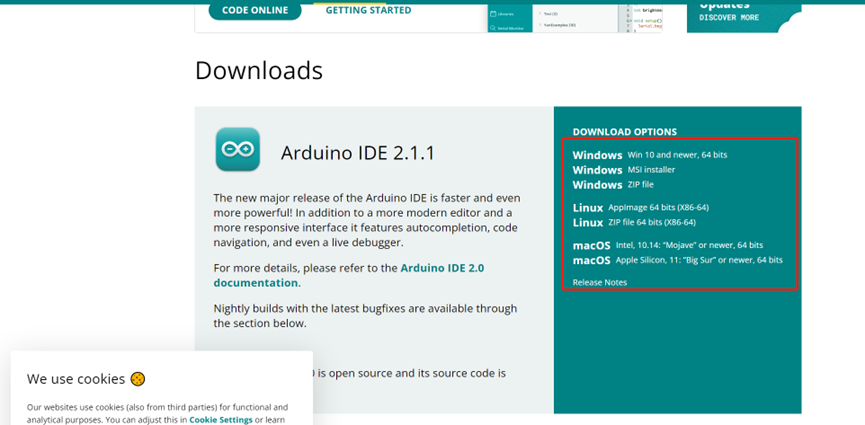 CODE ONLINE
GETTING STARTED
Updates
DISCOVER MORE
Downloads
Arduino IDE 2.1.1
The new major release of the Arduino IDE is faster and even
more powerful! In addition to a more modern editor and a
more responsive interface it features autocompletion, code
navigation, and even a live debugger.
For more details, please refer to the Arduino IDE 2.0
documentation.
Nightly builds with the latest bugfixes are available through
the section below.
is open source and its source code is
DOWNLOAD OPTIONS
Windows Win 10 and newer, 64 bits
Windows MSI installer
Windows ZIP file
Linux AppImage 64 bits (X86-64)
Linux ZIP file 64 bits (X86-64)
macOS Intel, 10.14: “Mojave” or newer, 64 bits
macOS Apple Silicon, 11: “Big Sur” or newer, 64 bits
Release Notes
We use cookies
Our websites use cookies (also from third parties) for functional and
analytical purposes. You can adjust this in Cookie Settings or learn